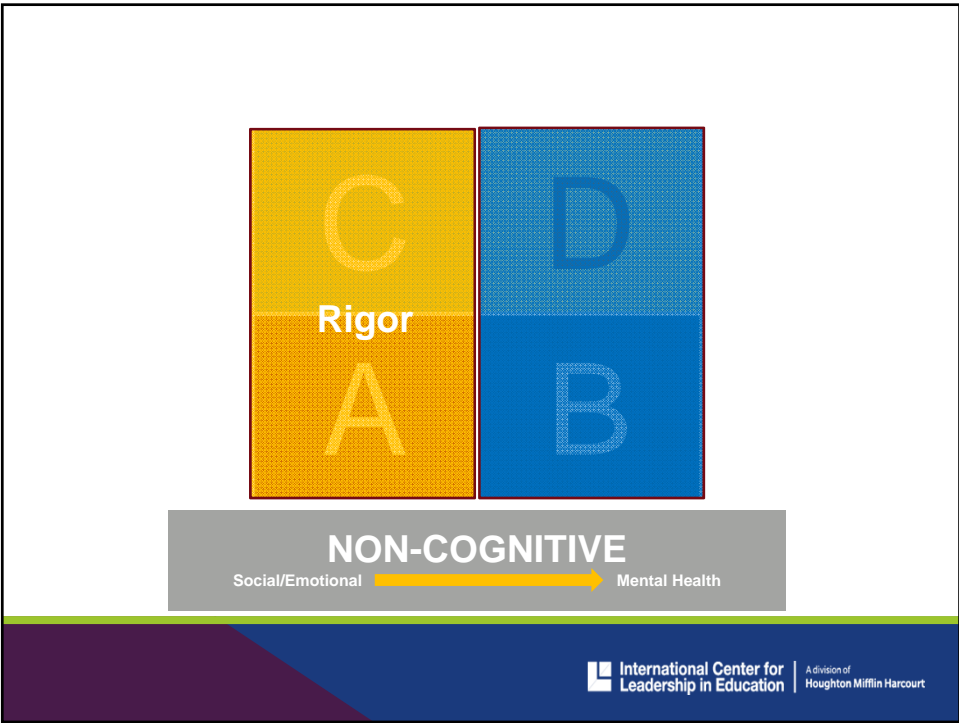 C D
Rigor
A B
NON-COGNITIVE
Social/Emotional Mental Health
International Center for
Leadership in Education
A division of
Houghton Mifflin Harcourt